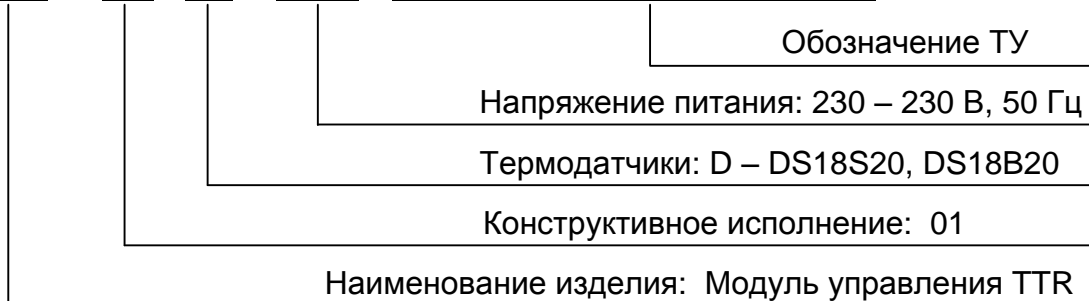 Обозначение ТУ
Напряжение питания: 230 – 230 В, 50 Гц
Термодатчики: D – DS18S20, DS18B20
Конструктивное исполнение: 01
Наименование изделия: Модуль управления TTR